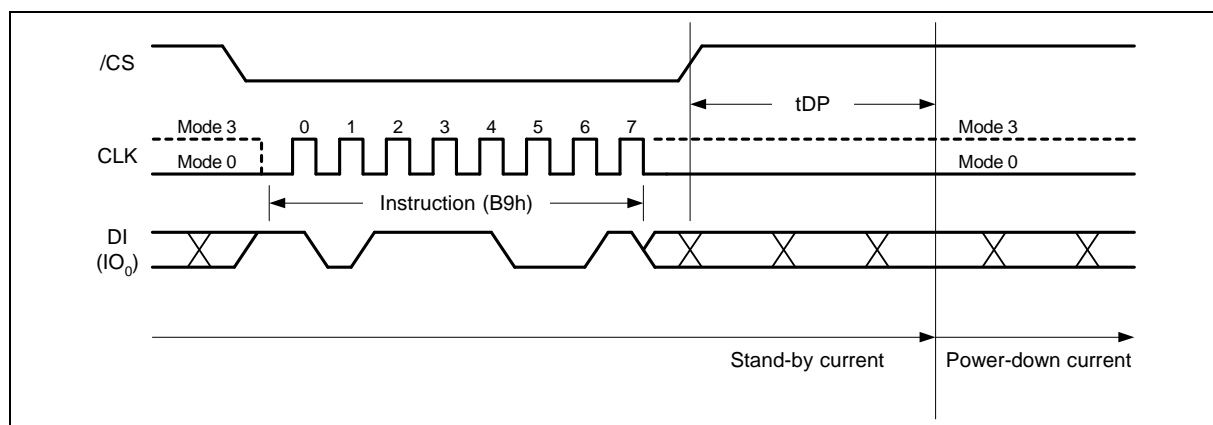 /CS
tDP
Mode 3
0 1 2 3 4 5 6 7
Mode 3
CLK
Mode 0
Mode 0
Instruction (B9h)
DI
(IO₀)
Stand-by current
Power-down current